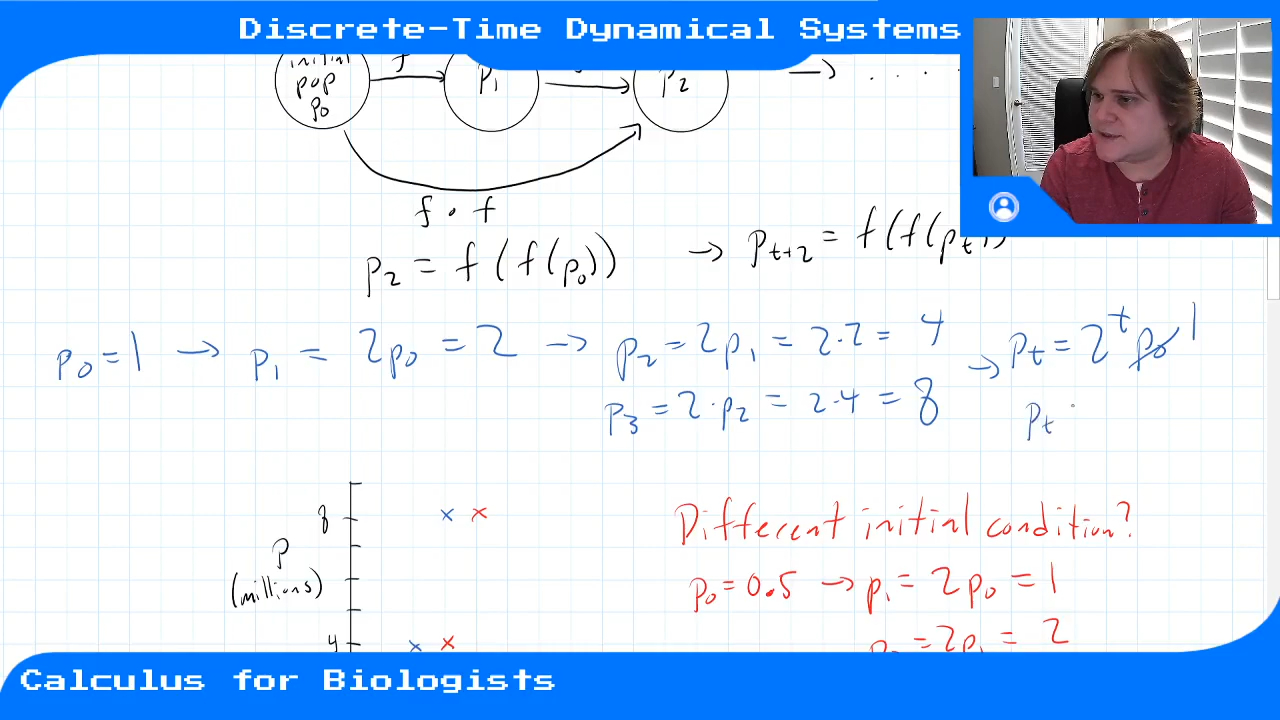 Discrete-Time Dynamical Systems
initial
pop
p0
f
p1
p2
→ . . . .
f ∘ f
p2 = f(f(p0)) → pt+2 = f(f(pt))
p0 = 1 → p1 = 2p0 = 2 → p2 = 2p1 = 2·2 = 4 → pt = 2^t p0 1
p3 = 2·p2 = 2·4 = 8
pt
8
p
(millions)
4
Different initial condition?
p0 = 0.5 → p1 = 2p0 = 1
p2 = 2p1 = 2
Calculus for Biologists